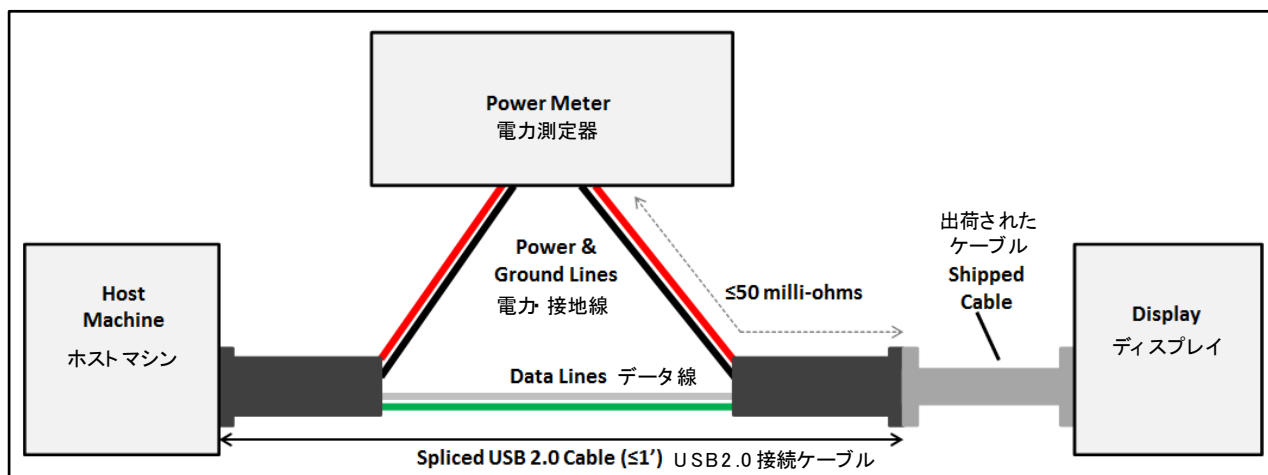 Power Meter
電力測定器
Power &
Ground Lines
電力・接地線
≤50 milli-ohms
出荷された
ケーブル
Shipped
Cable
Host
Machine
ホストマシン
Display
ディスプレイ
Data Lines データ線
Spliced USB 2.0 Cable (≤1') USB2.0 接続ケーブル